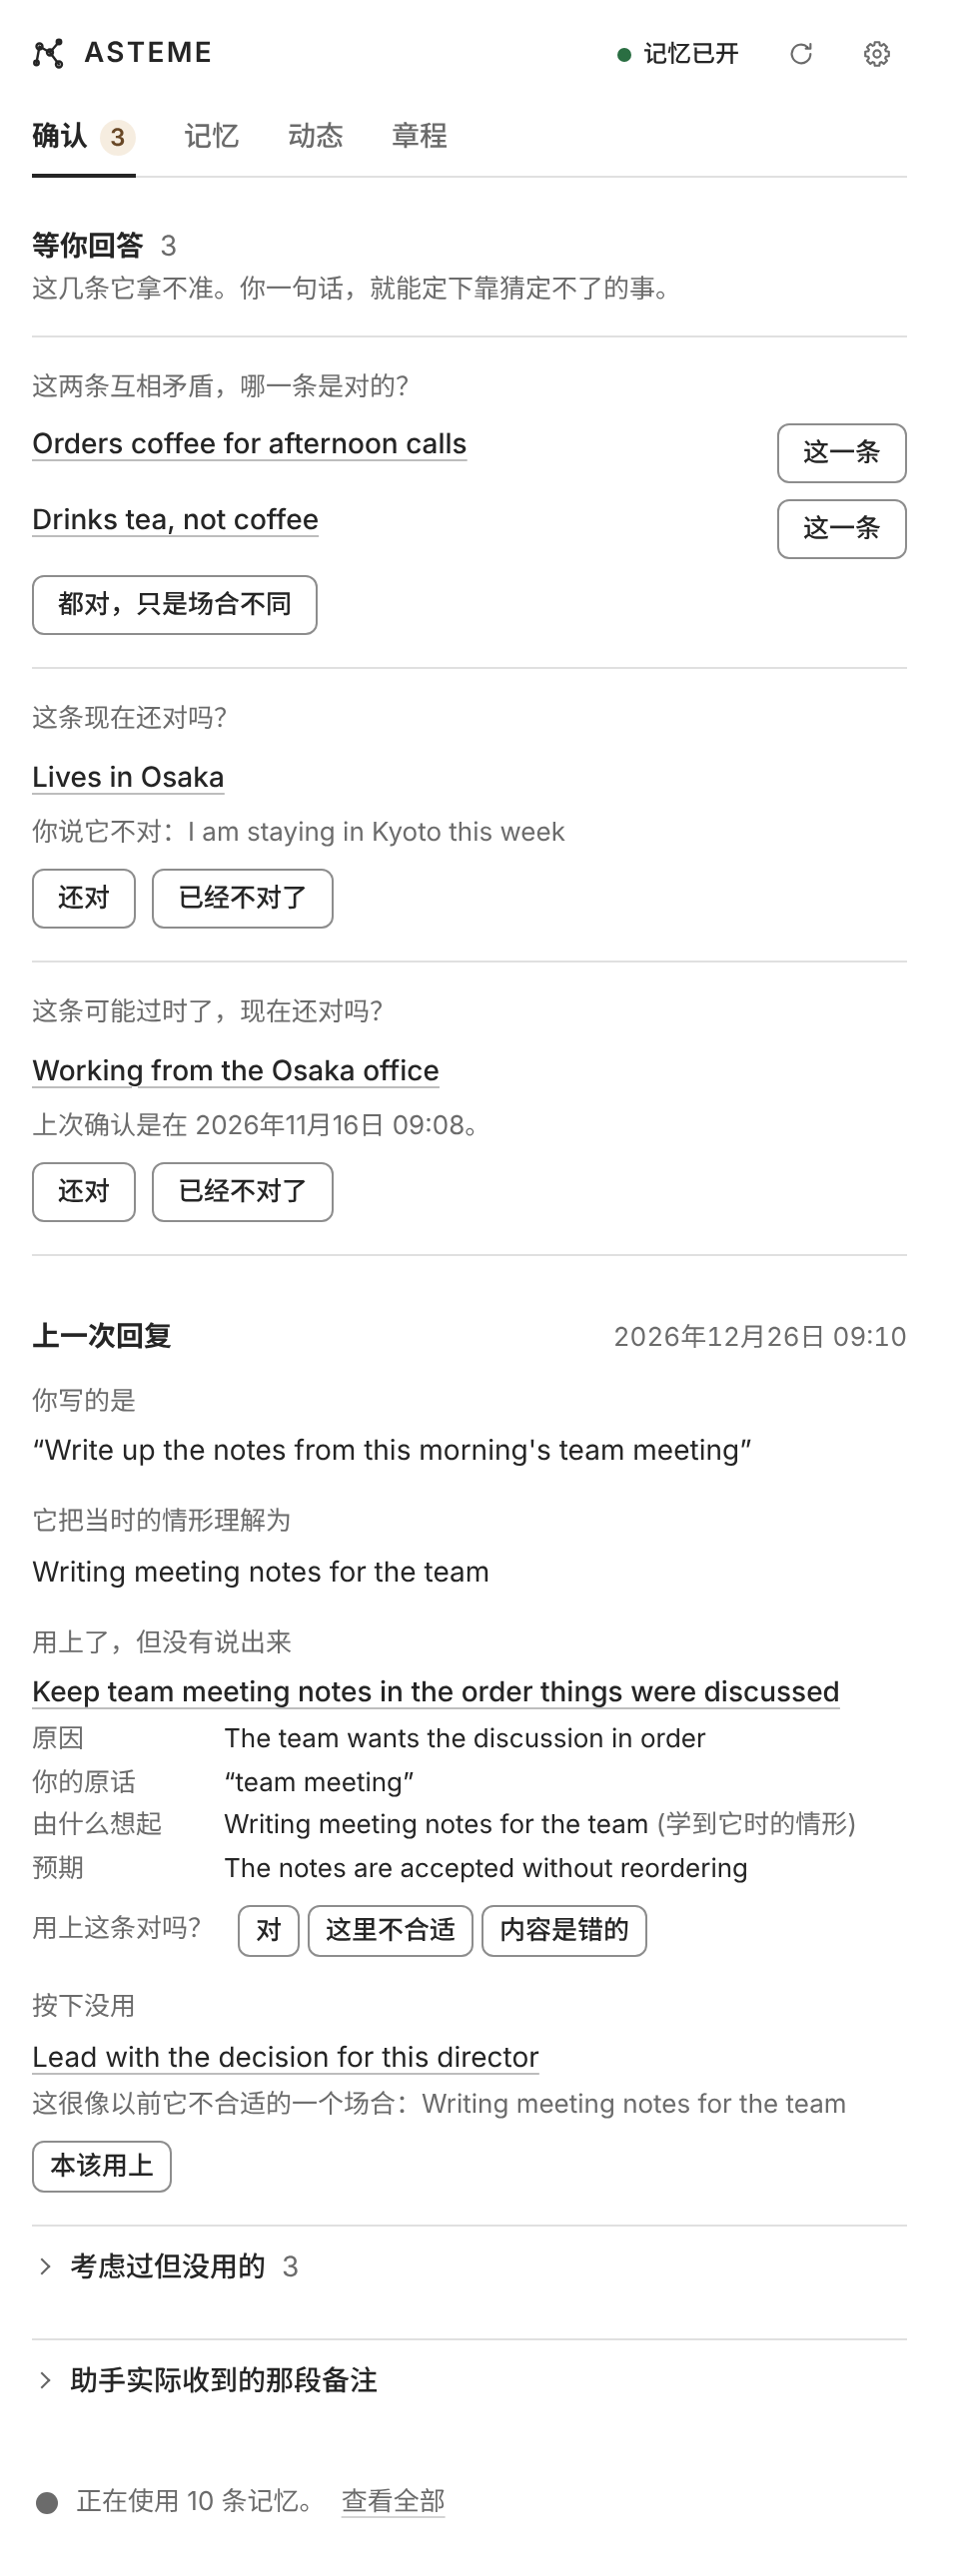 ASTEME
记忆已开
确认 3 记忆 动态 章程
等你回答 3
这几条它拿不准。你一句话，就能定下靠猜定不了的事。
这两条互相矛盾，哪一条是对的？
Orders coffee for afternoon calls
这一条
Drinks tea, not coffee
这一条
都对，只是场合不同
这条现在还对吗？
Lives in Osaka
你说它不对：I am staying in Kyoto this week
还对 已经不对了
这条可能过时了，现在还对吗？
Working from the Osaka office
上次确认是在 2026年11月16日 09:08。
还对 已经不对了
上一次回复 2026年12月26日 09:10
你写的是
“Write up the notes from this morning's team meeting”
它把当时的情形理解为
Writing meeting notes for the team
用上了，但没有说出来
Keep team meeting notes in the order things were discussed
原因 The team wants the discussion in order
你的原话 “team meeting”
由什么想起 Writing meeting notes for the team (学到它时的情形)
预期 The notes are accepted without reordering
用上这条对吗？ 对 这里不合适 内容是错的
按下没用
Lead with the decision for this director
这很像以前它不合适的一个场合：Writing meeting notes for the team
本该用上
考虑过但没用的 3
助手实际收到的那段备注
正在使用 10 条记忆。 查看全部